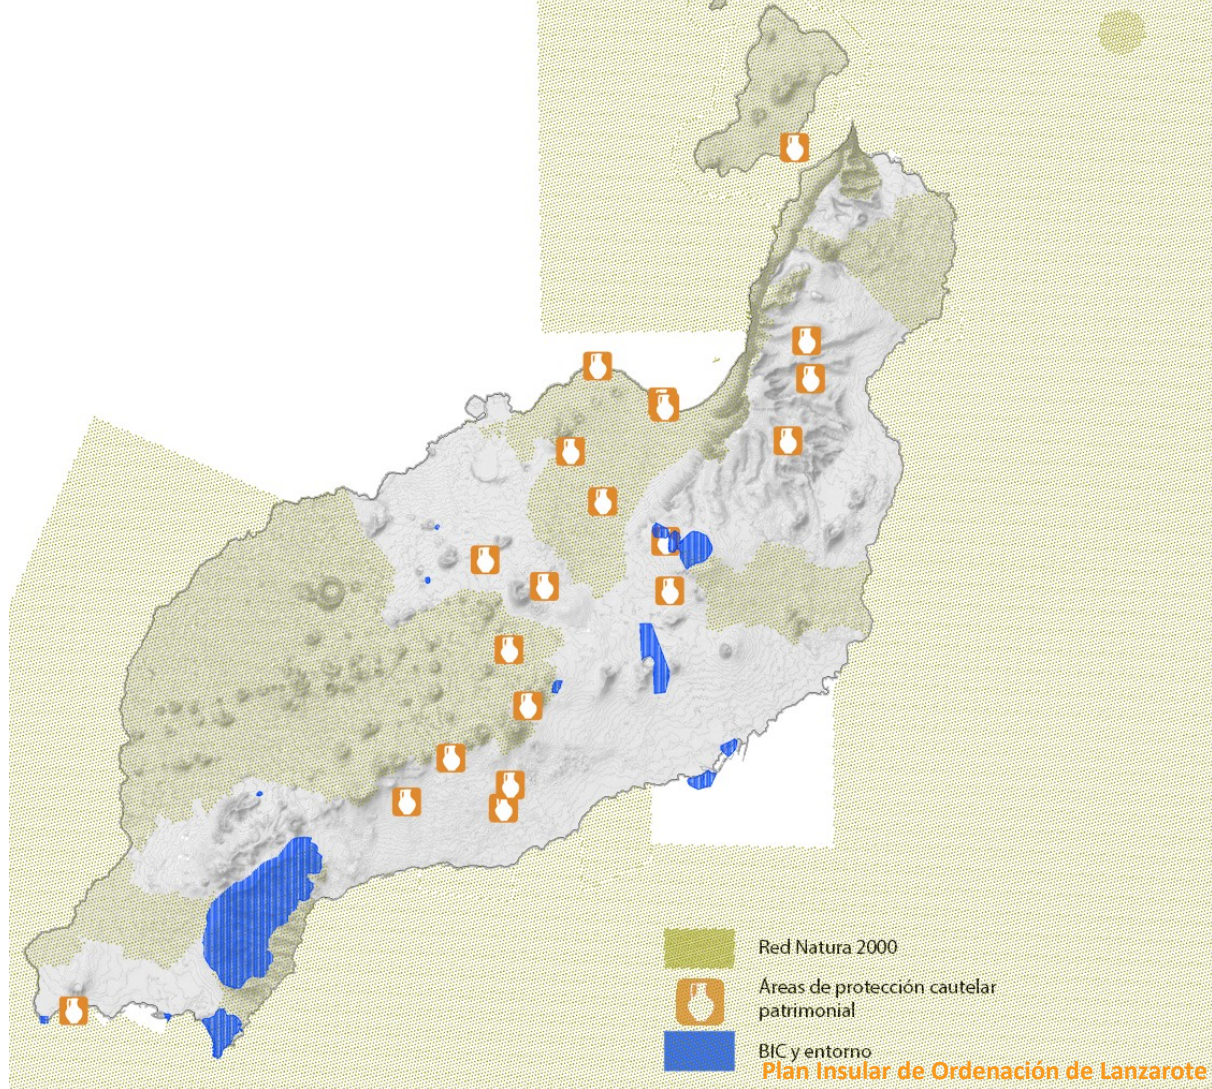 Red Natura 2000
Áreas de protección cautelar
patrimonial
BIC y entorno
Plan Insular de Ordenación de Lanzarote